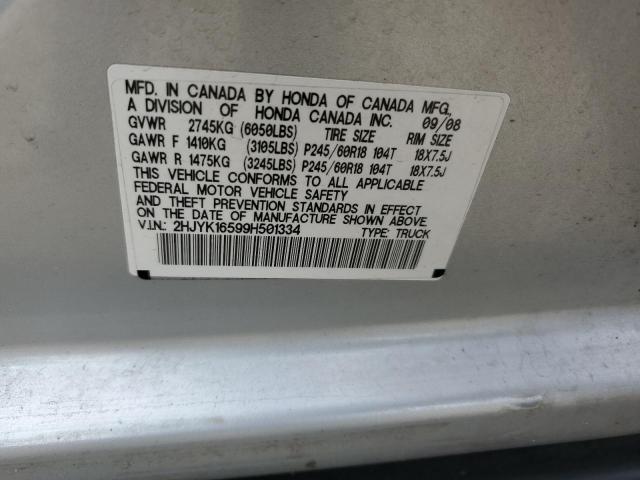 MFD. IN CANADA BY HONDA OF CANADA MFG.,
A DIVISION OF HONDA CANADA INC. 09/08
GVWR 2745KG (6050LBS) TIRE SIZE RIM SIZE
GAWR F 1410KG (3105LBS) P245/60R18 104T 18X7.5J
GAWR R 1475KG (3245LBS) P245/60R18 104T 18X7.5J
THIS VEHICLE CONFORMS TO ALL APPLICABLE
FEDERAL MOTOR VEHICLE SAFETY
AND THEFT PREVENTION STANDARDS IN EFFECT
ON THE DATE OF MANUFACTURE SHOWN ABOVE.
V.I.N.: 2HJYK16599H501334 TYPE: TRUCK